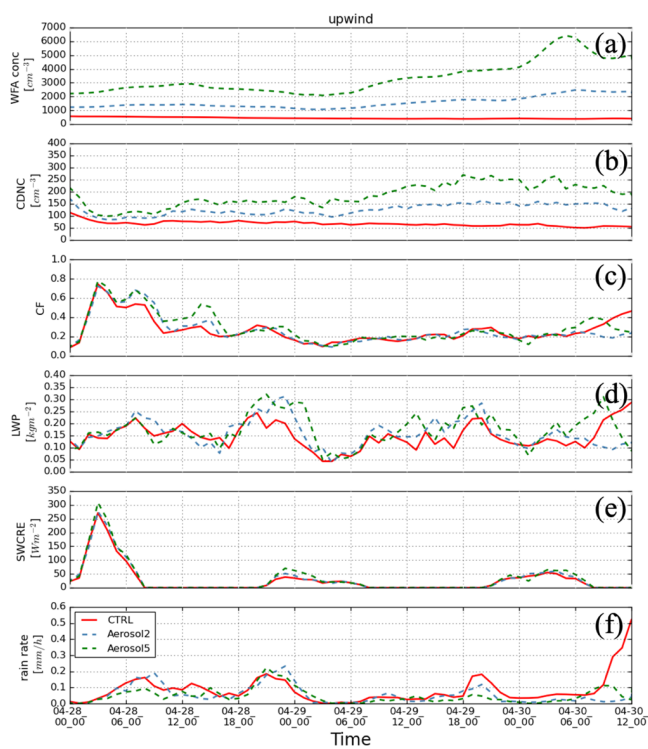 upwind
(a)
WFA conc
[cm⁻³]
7000
6000
5000
4000
3000
2000
1000
0
(b)
CDNC
[cm⁻³]
400
350
300
250
200
150
100
50
0
(c)
CF
1.0
0.8
0.6
0.4
0.2
0.0
(d)
LWP
[kgm⁻²]
0.40
0.35
0.30
0.25
0.20
0.15
0.10
0.05
0.00
(e)
SWCRE
[Wm⁻²]
350
300
250
200
150
100
50
0
(f)
rain rate
[mm/h]
0.6
0.5
0.4
0.3
0.2
0.1
0.0
CTRL
Aerosol2
Aerosol5
04-28 04-28 04-28 04-28 04-29 04-29 04-29 04-29 04-30 04-30 04-30
00_00 06_00 12_00 18_00 00_00 06_00 12_00 18_00 00_00 06_00 12_00
Time